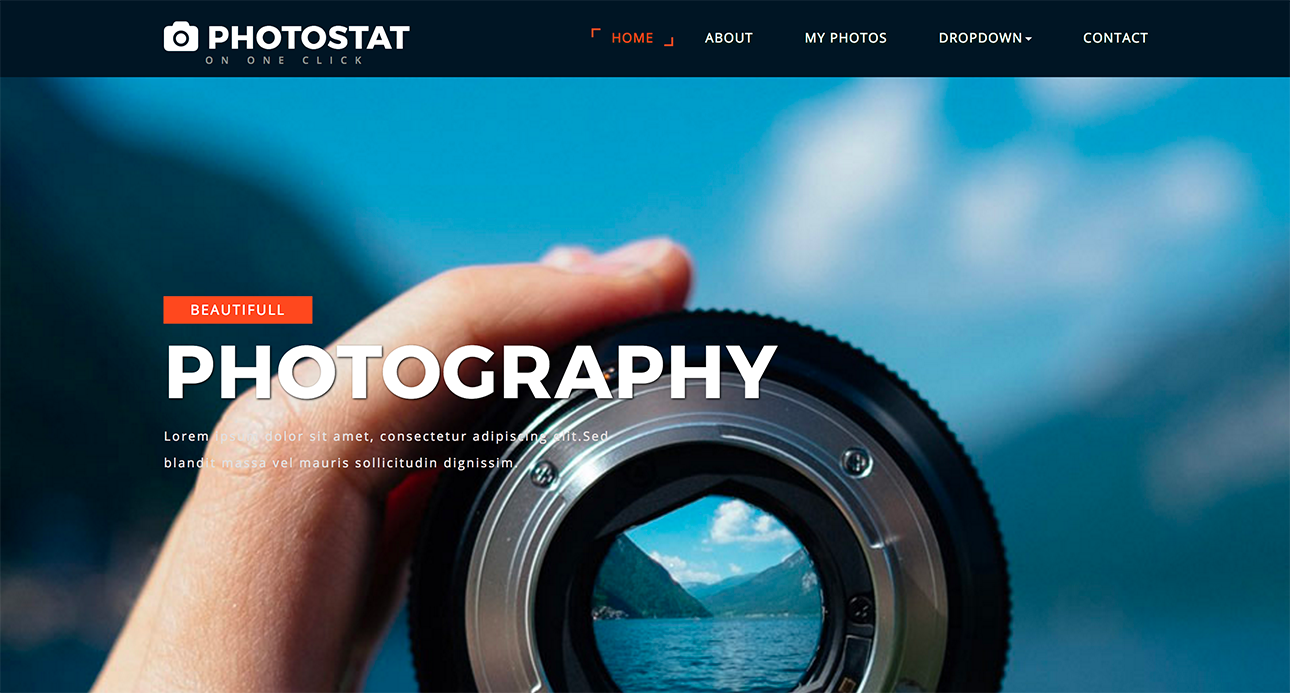 PHOTOSTAT
ON ONE CLICK
HOME
ABOUT
MY PHOTOS
DROPDOWN
CONTACT
BEAUTIFULL
PHOTOGRAPHY
Lorem ipsum dolor sit amet, consectetur adipiscing elit.Sed
blandit massa vel mauris sollicitudin dignissim.